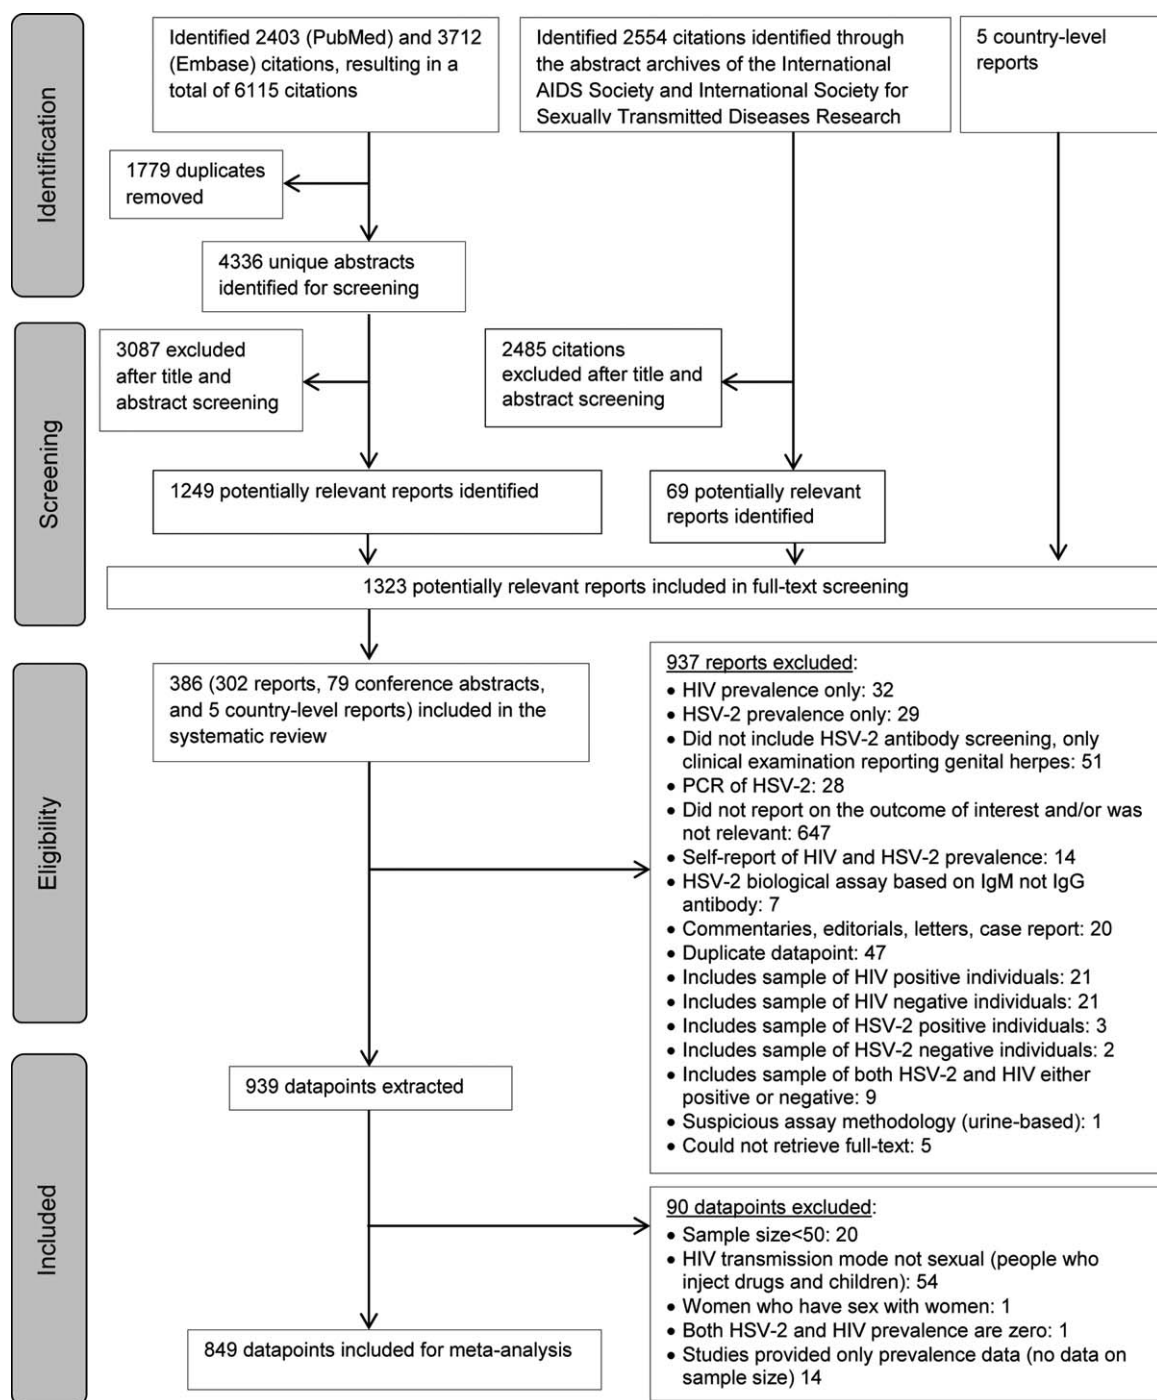 Identification
Identified 2403 (PubMed) and 3712
(Embase) citations, resulting in a
total of 6115 citations
Identified 2554 citations identified through
the abstract archives of the International
AIDS Society and International Society for
Sexually Transmitted Diseases Research
5 country-level
reports
1779 duplicates
removed
4336 unique abstracts
identified for screening
Screening
3087 excluded
after title and
abstract screening
2485 citations
excluded after title and
abstract screening
1249 potentially relevant reports identified
69 potentially relevant
reports identified
1323 potentially relevant reports included in full-text screening
Eligibility
386 (302 reports, 79 conference abstracts,
and 5 country-level reports) included in the
systematic review
937 reports excluded:
• HIV prevalence only: 32
• HSV-2 prevalence only: 29
• Did not include HSV-2 antibody screening, only
clinical examination reporting genital herpes: 51
• PCR of HSV-2: 28
• Did not report on the outcome of interest and/or was
not relevant: 647
• Self-report of HIV and HSV-2 prevalence: 14
• HSV-2 biological assay based on IgM not IgG
antibody: 7
• Commentaries, editorials, letters, case report: 20
• Duplicate datapoint: 47
• Includes sample of HIV positive individuals: 21
• Includes sample of HIV negative individuals: 21
• Includes sample of HSV-2 positive individuals: 3
• Includes sample of HSV-2 negative individuals: 2
• Includes sample of both HSV-2 and HIV either
positive or negative: 9
• Suspicious assay methodology (urine-based): 1
• Could not retrieve full-text: 5
Included
939 datapoints extracted
90 datapoints excluded:
• Sample size<50: 20
• HIV transmission mode not sexual (people who
inject drugs and children): 54
• Women who have sex with women: 1
• Both HSV-2 and HIV prevalence are zero: 1
• Studies provided only prevalence data (no data on
sample size) 14
849 datapoints included for meta-analysis